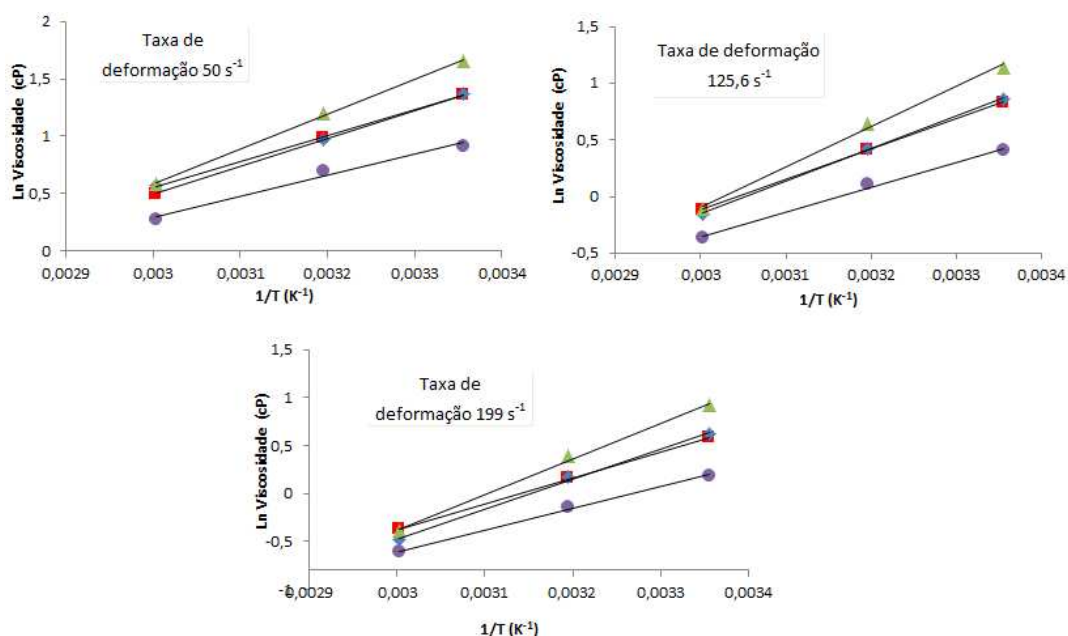 2
1,5
1
0,5
0
Ln Viscosidade (cP)
Taxa de
deformação 50 s⁻¹
0,0029 0,003 0,0031 0,0032 0,0033 0,0034
1/T (K⁻¹)
1,5
1
0,5
0
-0,5
Ln Viscosidade (cP)
Taxa de deformação
125,6 s⁻¹
0,0029 0,003 0,0031 0,0032 0,0033 0,0034
1/T (K⁻¹)
1,5
1
0,5
0
-0,5
-1
Ln Viscosidade (cP)
Taxa de
deformação 199 s⁻¹
0,0029 0,003 0,0031 0,0032 0,0033 0,0034
1/T (K⁻¹)